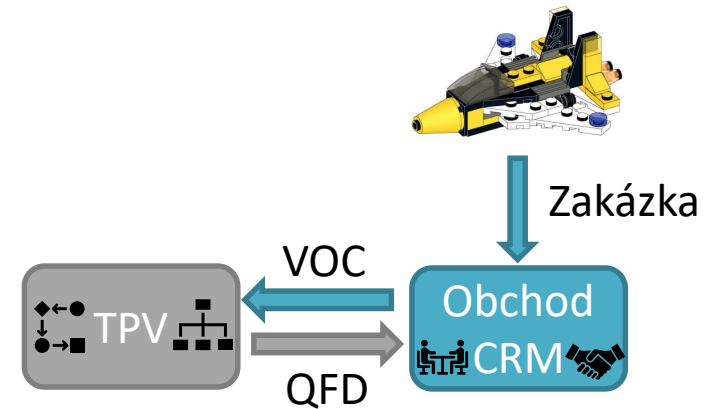 Zakázka
VOC
Obchod
TPV
CRM
QFD